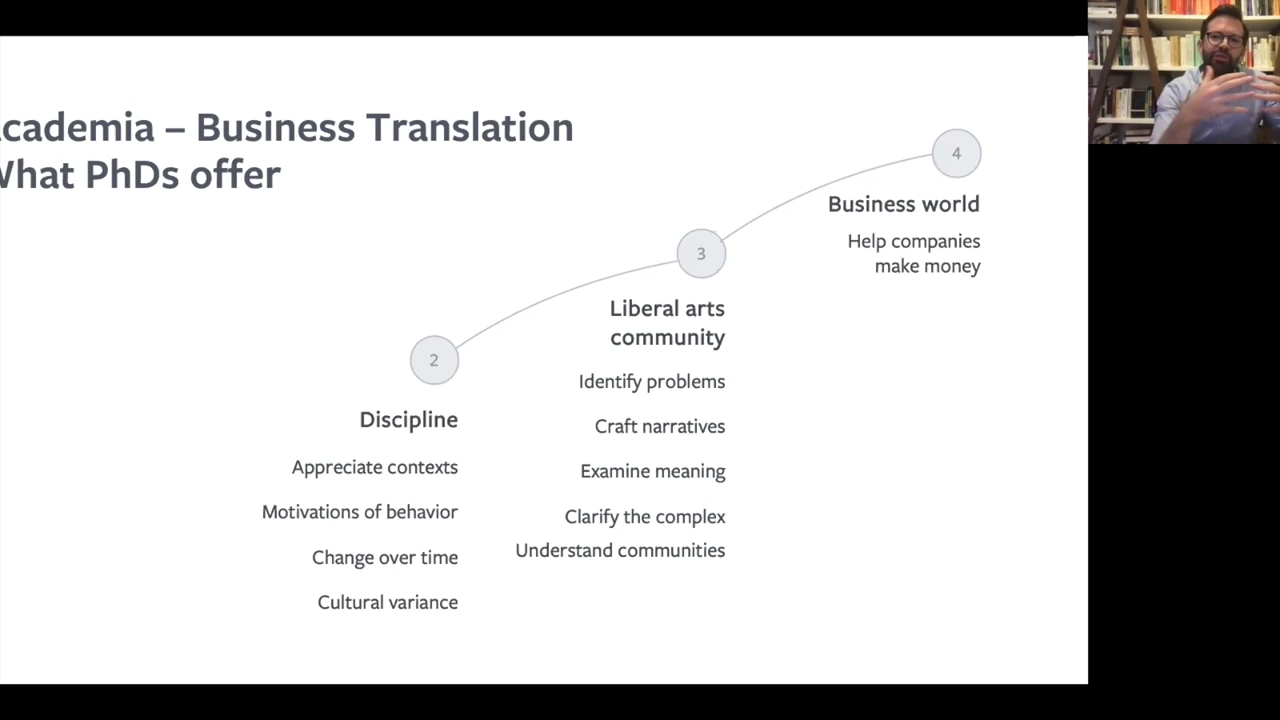 cademia – Business Translation
What PhDs offer
4
Business world
Help companies
make money
3
Liberal arts
community
Identify problems
Craft narratives
Examine meaning
Clarify the complex
Understand communities
2
Discipline
Appreciate contexts
Motivations of behavior
Change over time
Cultural variance